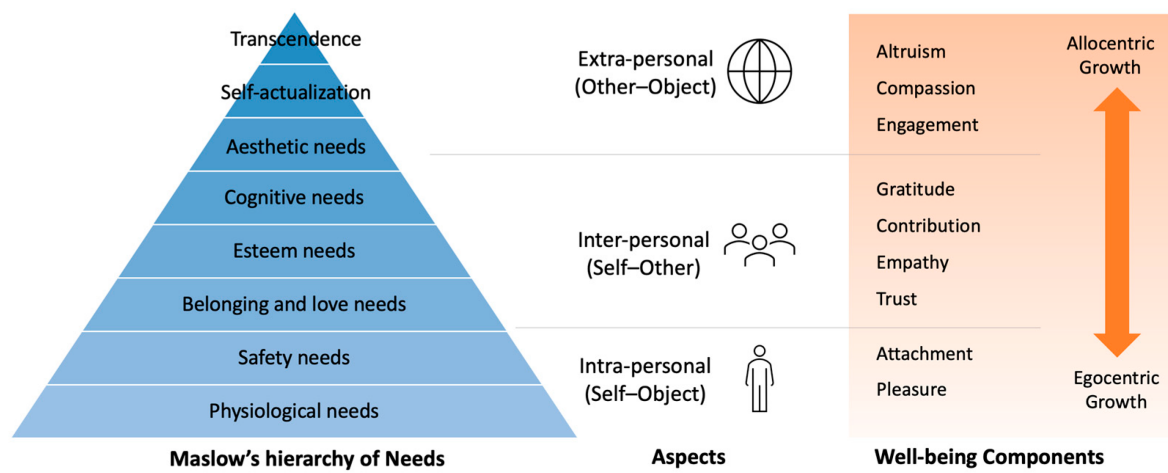 Transcendence
Self-actualization
Aesthetic needs
Cognitive needs
Esteem needs
Belonging and love needs
Safety needs
Physiological needs
Maslow’s hierarchy of Needs
Extra-personal
(Other–Object)
Inter-personal
(Self–Other)
Intra-personal
(Self–Object)
Aspects
Altruism
Compassion
Engagement
Gratitude
Contribution
Empathy
Trust
Attachment
Pleasure
Allocentric
Growth
Egocentric
Growth
Well-being Components